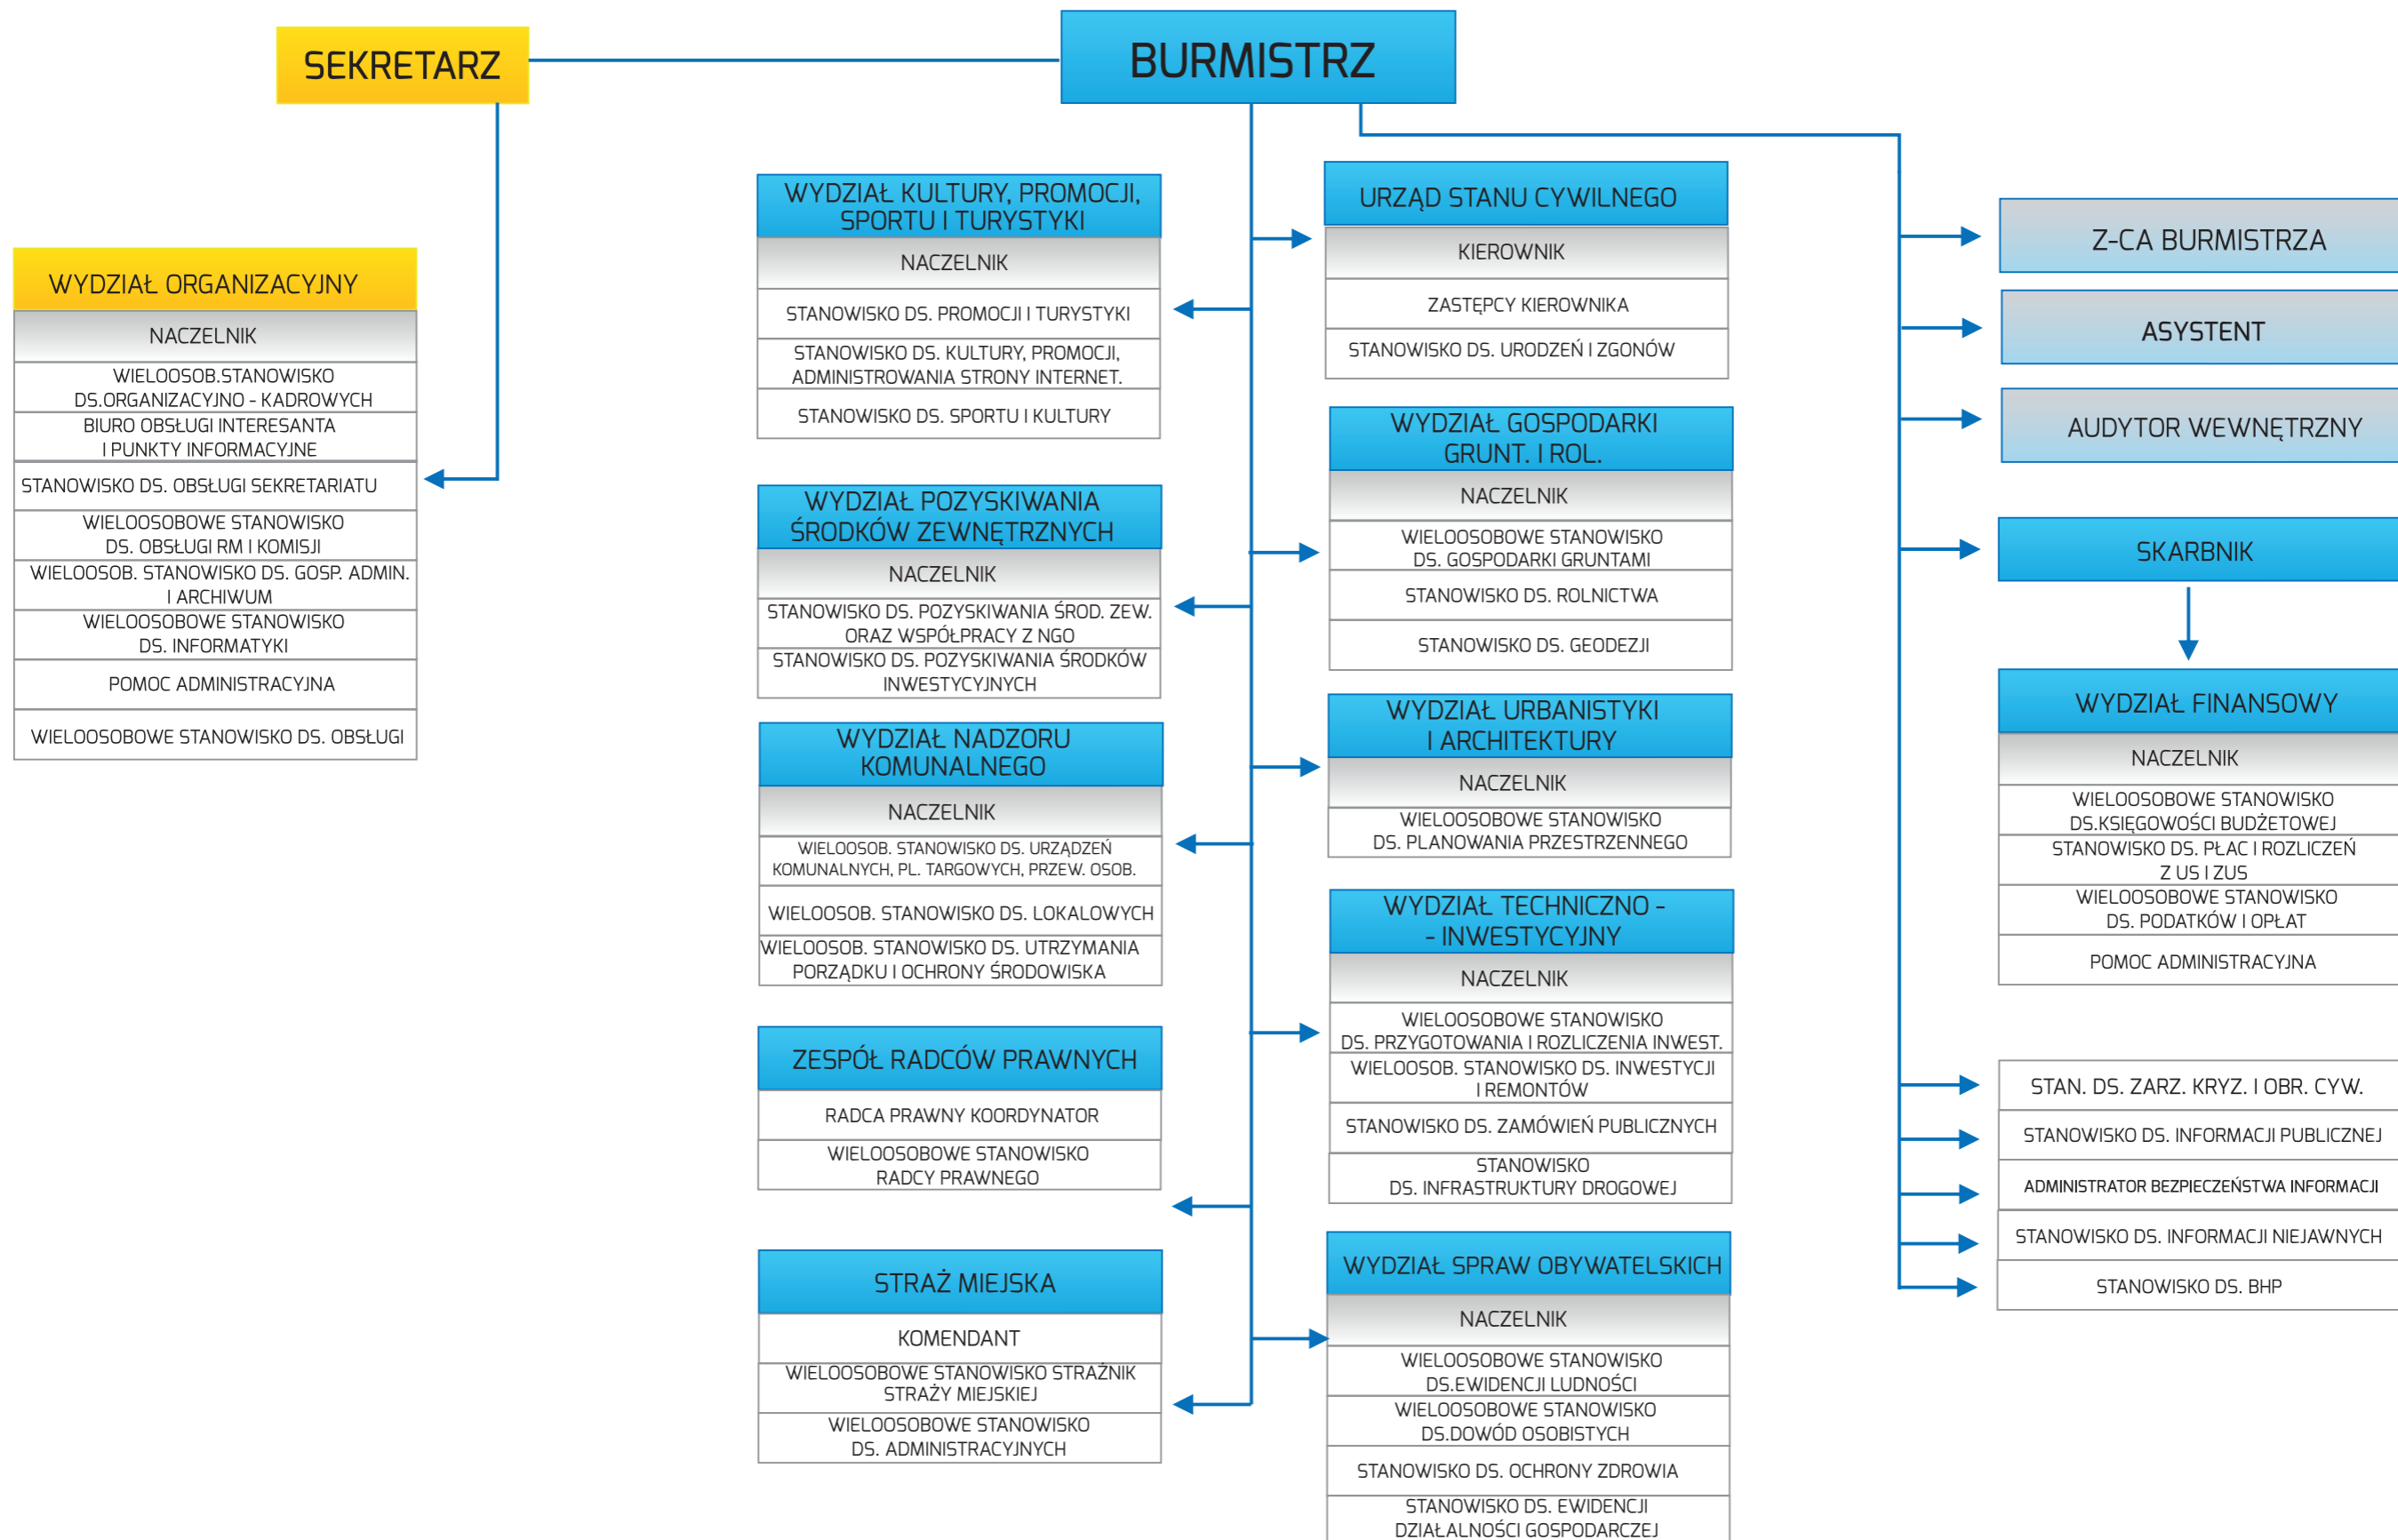 SEKRETARZ
BURMISTRZ
WYDZIAŁ ORGANIZACYJNY
NACZELNIK
WIELOOSOB.STANOWISKO
DS.ORGANIZACYJNO - KADROWYCH
BIURO OBSŁUGI INTERESANTA
I PUNKTY INFORMACYJNE
STANOWISKO DS. OBSŁUGI SEKRETARIATU
WIELOOSOBOWE STANOWISKO
DS. OBSŁUGI RM I KOMISJI
WIELOOSOB. STANOWISKO DS. GOSP. ADMIN.
I ARCHIWUM
WIELOOSOBOWE STANOWISKO
DS. INFORMATYKI
POMOC ADMINISTRACYJNA
WIELOOSOBOWE STANOWISKO DS. OBSŁUGI
WYDZIAŁ KULTURY, PROMOCJI,
SPORTU I TURYSTYKI
NACZELNIK
STANOWISKO DS. PROMOCJI I TURYSTYKI
STANOWISKO DS. KULTURY, PROMOCJI,
ADMINISTROWANIA STRONY INTERNET.
STANOWISKO DS. SPORTU I KULTURY
WYDZIAŁ POZYSKIWANIA
ŚRODKÓW ZEWNĘTRZNYCH
NACZELNIK
STANOWISKO DS. POZYSKIWANIA ŚROD. ZEW.
ORAZ WSPÓŁPRACY Z NGO
STANOWISKO DS. POZYSKIWANIA ŚRODKÓW
INWESTYCYJNYCH
WYDZIAŁ NADZORU
KOMUNALNEGO
NACZELNIK
WIELOOSOB. STANOWISKO DS. URZĄDZEŃ
KOMUNALNYCH, PL. TARGOWYCH, PRZEW. OSOB.
WIELOOSOB. STANOWISKO DS. LOKALOWYCH
WIELOOSOB. STANOWISKO DS. UTRZYMANIA
PORZĄDKU I OCHRONY ŚRODOWISKA
ZESPÓŁ RADCÓW PRAWNYCH
RADCA PRAWNY KOORDYNATOR
WIELOOSOBOWE STANOWISKO
RADCY PRAWNEGO
STRAŻ MIEJSKA
KOMENDANT
WIELOOSOBOWE STANOWISKO STRAŻNIK
STRAŻY MIEJSKIEJ
WIELOOSOBOWE STANOWISKO
DS. ADMINISTRACYJNYCH
URZĄD STANU CYWILNEGO
KIEROWNIK
ZASTĘPCY KIEROWNIKA
STANOWISKO DS. URODZEŃ I ZGONÓW
WYDZIAŁ GOSPODARKI
GRUNT. I ROL.
NACZELNIK
WIELOOSOBOWE STANOWISKO
DS. GOSPODARKI GRUNTAMI
STANOWISKO DS. ROLNICTWA
STANOWISKO DS. GEODEZJI
WYDZIAŁ URBANISTYKI
I ARCHITEKTURY
NACZELNIK
WIELOOSOBOWE STANOWISKO
DS. PLANOWANIA PRZESTRZENNEGO
WYDZIAŁ TECHNICZNO -
- INWESTYCYJNY
NACZELNIK
WIELOOSOBOWE STANOWISKO
DS. PRZYGOTOWANIA I ROZLICZENIA INWEST.
WIELOOSOB. STANOWISKO DS. INWESTYCJI
I REMONTÓW
STANOWISKO DS. ZAMÓWIEŃ PUBLICZNYCH
STANOWISKO
DS. INFRASTRUKTURY DROGOWEJ
WYDZIAŁ SPRAW OBYWATELSKICH
NACZELNIK
WIELOOSOBOWE STANOWISKO
DS.EWIDENCJI LUDNOŚCI
WIELOOSOBOWE STANOWISKO
DS.DOWÓD OSOBISTYCH
STANOWISKO DS. OCHRONY ZDROWIA
STANOWISKO DS. EWIDENCJI
DZIAŁALNOŚCI GOSPODARCZEJ
Z-CA BURMISTRZA
ASYSTENT
AUDYTOR WEWNĘTRZNY
SKARBNIK
WYDZIAŁ FINANSOWY
NACZELNIK
WIELOOSOBOWE STANOWISKO
DS.KSIĘGOWOŚCI BUDŻETOWEJ
STANOWISKO DS. PŁAC I ROZLICZEŃ
Z US I ZUS
WIELOOSOBOWE STANOWISKO
DS. PODATKÓW I OPŁAT
POMOC ADMINISTRACYJNA
STAN. DS. ZARZ. KRYZ. I OBR. CYW.
STANOWISKO DS. INFORMACJI PUBLICZNEJ
ADMINISTRATOR BEZPIECZEŃSTWA INFORMACJI
STANOWISKO DS. INFORMACJI NIEJAWNYCH
STANOWISKO DS. BHP